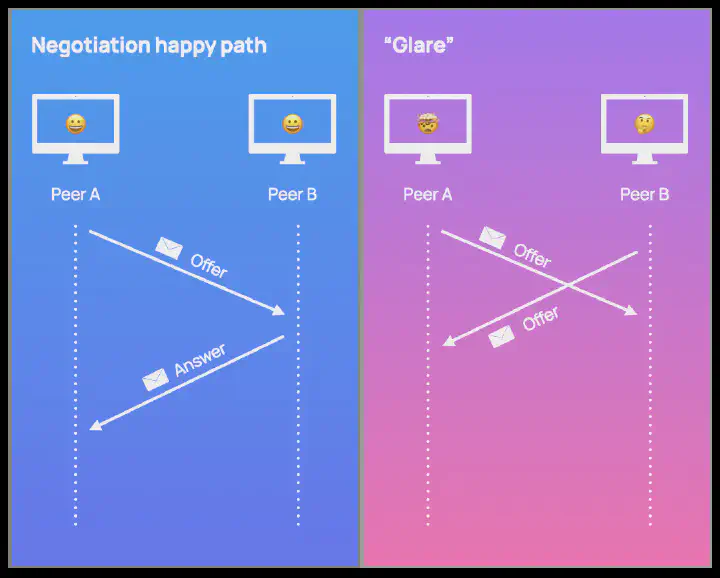 Negotiation happy path
Peer A
Peer B
Offer
Answer
“Glare”
Peer A
Peer B
Offer
Offer